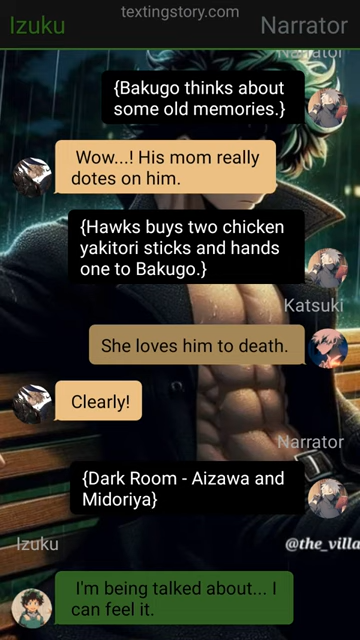 textingstory.com
Izuku
Narrator
Narrator
{Bakugo thinks about
some old memories.}
Wow...! His mom really
dotes on him.
{Hawks buys two chicken
yakitori sticks and hands
one to Bakugo.}
Katsuki
She loves him to death.
Clearly!
Narrator
{Dark Room - Aizawa and
Midoriya}
Izuku
@the_villa
I'm being talked about... I
can feel it.